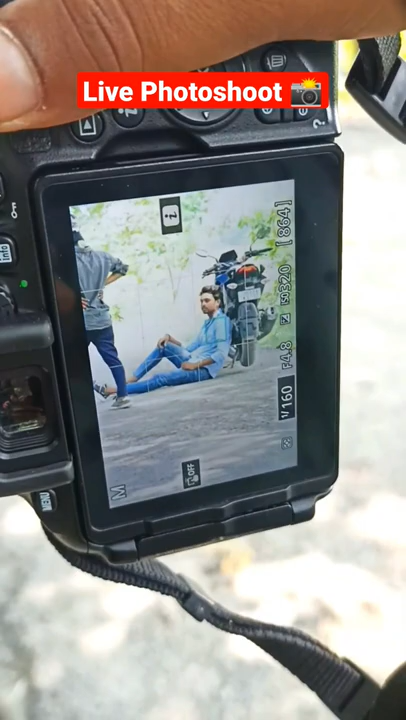 Live Photoshoot 📸
?
info
i
M
OFF
1/160 F4.8 ISO320 [864]
MENU